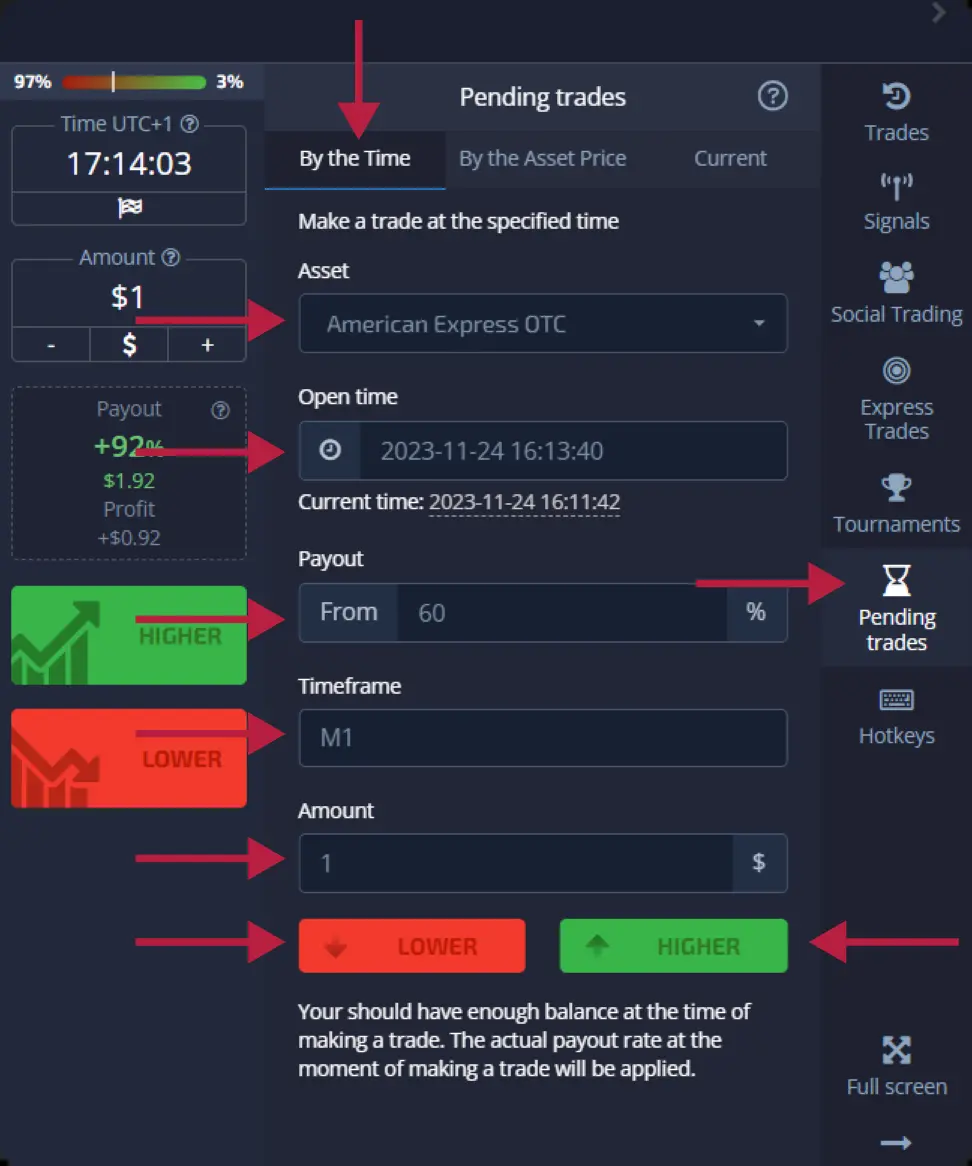 97% 3%
Time UTC+1
17:14:03
Amount
$1
- $ +
Payout
+92%
$1.92
Profit
+$0.92
HIGHER
LOWER
Pending trades
By the Time By the Asset Price Current
Make a trade at the specified time
Asset
American Express OTC
Open time
2023-11-24 16:13:40
Current time: 2023-11-24 16:11:42
Payout
From 60 %
Timeframe
M1
Amount
1 $
LOWER HIGHER
Your should have enough balance at the time of
making a trade. The actual payout rate at the
moment of making a trade will be applied.
Trades
Signals
Social Trading
Express
Trades
Tournaments
Pending
trades
Hotkeys
Full screen